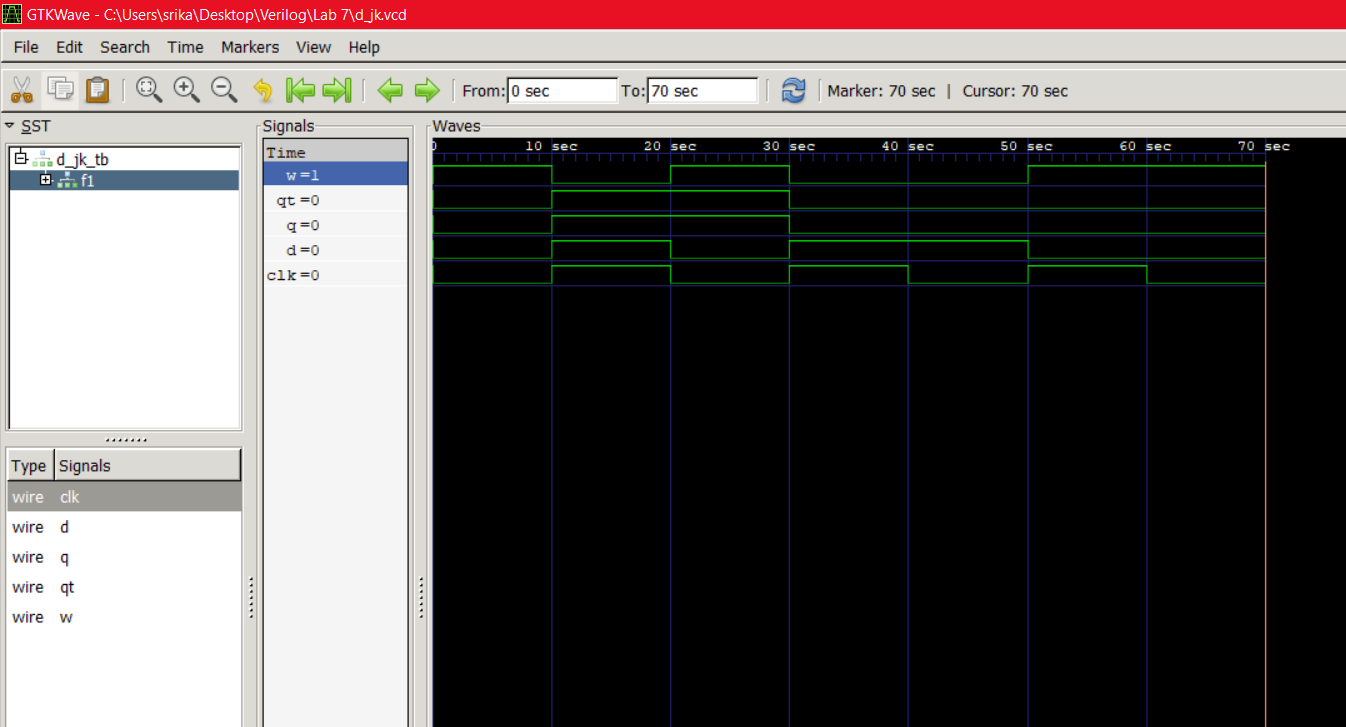 GTKWave - C:\Users\srika\Desktop\Verilog\Lab 7\d_jk.vcd
File Edit Search Time Markers View Help
From: 0 sec To: 70 sec Marker: 70 sec | Cursor: 70 sec
SST
d_jk_tb
f1
Type Signals
wire clk
wire d
wire q
wire qt
wire w
Signals
Time
w=1
qt=0
q=0
d=0
clk=0
Waves
0 10 sec 20 sec 30 sec 40 sec 50 sec 60 sec 70 sec